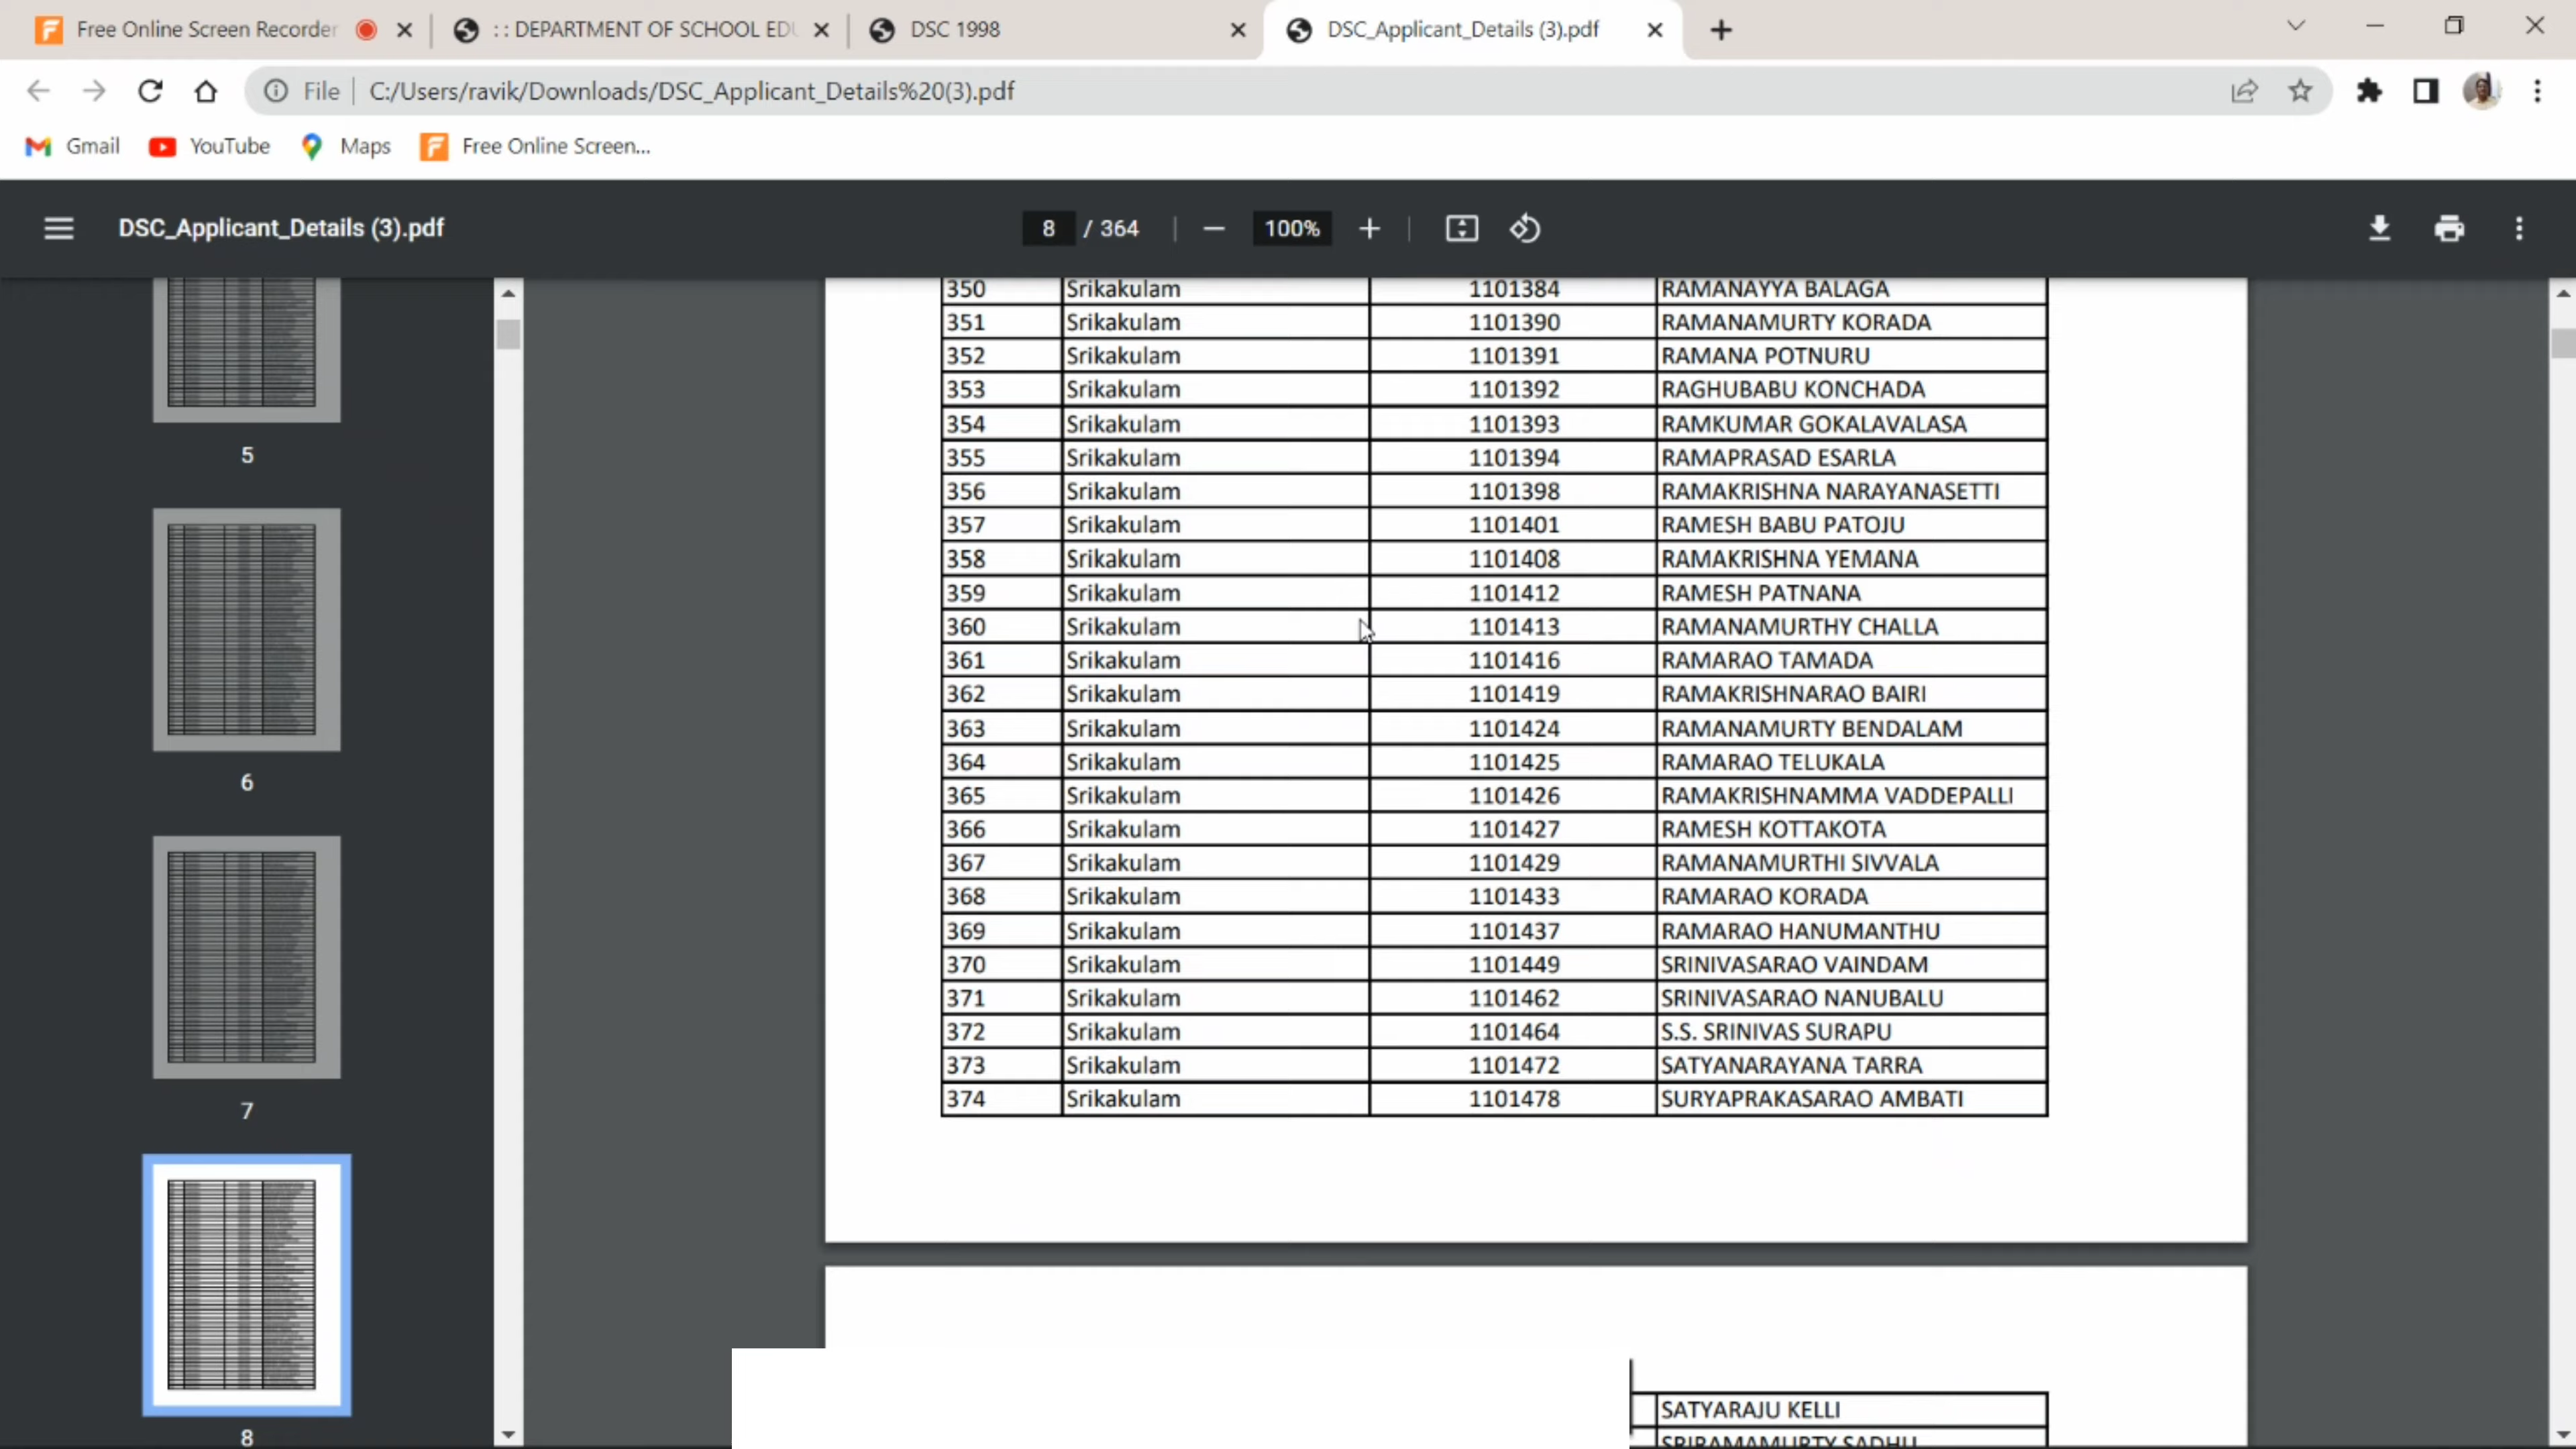 Free Online Screen Recorder
: : DEPARTMENT OF SCHOOL EDU
DSC 1998
DSC_Applicant_Details (3).pdf
File
C:/Users/ravik/Downloads/DSC_Applicant_Details%20(3).pdf
Gmail YouTube Maps Free Online Screen...
DSC_Applicant_Details (3).pdf
8 / 364
100%
5
6
7
8
350 Srikakulam 1101384 RAMANAYYA BALAGA
351 Srikakulam 1101390 RAMANAMURTY KORADA
352 Srikakulam 1101391 RAMANA POTNURU
353 Srikakulam 1101392 RAGHUBABU KONCHADA
354 Srikakulam 1101393 RAMKUMAR GOKALAVALASA
355 Srikakulam 1101394 RAMAPRASAD ESARLA
356 Srikakulam 1101398 RAMAKRISHNA NARAYANASETTI
357 Srikakulam 1101401 RAMESH BABU PATOJU
358 Srikakulam 1101408 RAMAKRISHNA YEMANA
359 Srikakulam 1101412 RAMESH PATNANA
360 Srikakulam 1101413 RAMANAMURTHY CHALLA
361 Srikakulam 1101416 RAMARAO TAMADA
362 Srikakulam 1101419 RAMAKRISHNARAO BAIRI
363 Srikakulam 1101424 RAMANAMURTY BENDALAM
364 Srikakulam 1101425 RAMARAO TELUKALA
365 Srikakulam 1101426 RAMAKRISHNAMMA VADDEPALLI
366 Srikakulam 1101427 RAMESH KOTTAKOTA
367 Srikakulam 1101429 RAMANAMURTHI SIVVALA
368 Srikakulam 1101433 RAMARAO KORADA
369 Srikakulam 1101437 RAMARAO HANUMANTHU
370 Srikakulam 1101449 SRINIVASARAO VAINDAM
371 Srikakulam 1101462 SRINIVASARAO NANUBALU
372 Srikakulam 1101464 S.S. SRINIVAS SURAPU
373 Srikakulam 1101472 SATYANARAYANA TARRA
374 Srikakulam 1101478 SURYAPRAKASARAO AMBATI
SATYARAJU KELLI
SRIRAMAMURTY SADHU